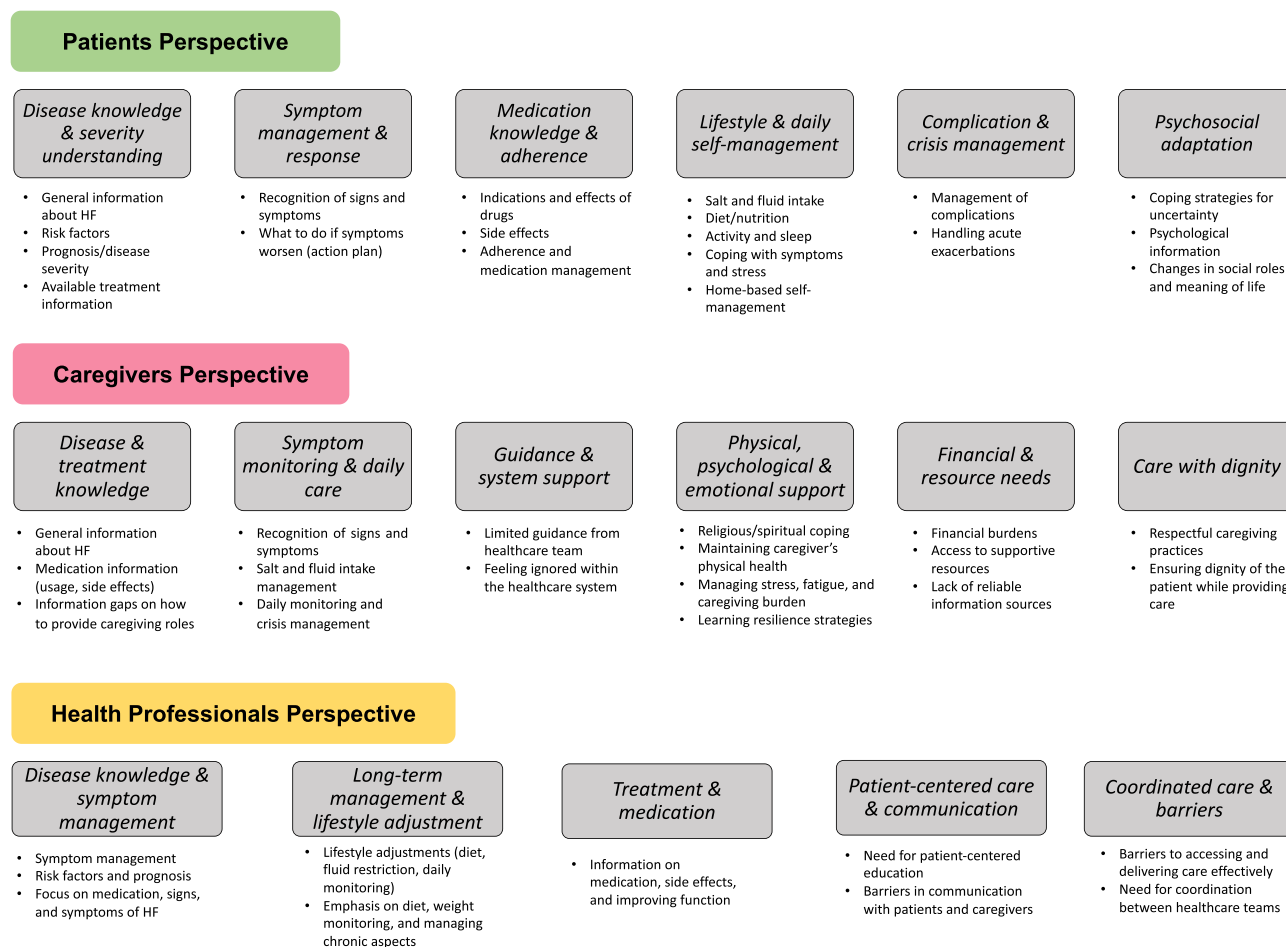 Patients Perspective
Disease knowledge
& severity
understanding
• General information
about HF
• Risk factors
• Prognosis/disease
severity
• Available treatment
information
Symptom
management &
response
• Recognition of signs and
symptoms
• What to do if symptoms
worsen (action plan)
Medication
knowledge &
adherence
• Indications and effects of
drugs
• Side effects
• Adherence and
medication management
Lifestyle & daily
self-management
• Salt and fluid intake
• Diet/nutrition
• Activity and sleep
• Coping with symptoms
and stress
• Home-based self-
management
Complication &
crisis management
• Management of
complications
• Handling acute
exacerbations
Psychosocial
adaptation
• Coping strategies for
uncertainty
• Psychological
information
• Changes in social roles
and meaning of life
Caregivers Perspective
Disease &
treatment
knowledge
• General information
about HF
• Medication information
(usage, side effects)
• Information gaps on how
to provide caregiving roles
Symptom
monitoring & daily
care
• Recognition of signs and
symptoms
• Salt and fluid intake
management
• Daily monitoring and
crisis management
Guidance &
system support
• Limited guidance from
healthcare team
• Feeling ignored within
the healthcare system
Physical,
psychological &
emotional support
• Religious/spiritual coping
• Maintaining caregiver’s
physical health
• Managing stress, fatigue, and
caregiving burden
• Learning resilience strategies
Financial &
resource needs
• Financial burdens
• Access to supportive
resources
• Lack of reliable
information sources
Care with dignity
• Respectful caregiving
practices
• Ensuring dignity of the
patient while providing
care
Health Professionals Perspective
Disease knowledge &
symptom
management
• Symptom management
• Risk factors and prognosis
• Focus on medication, signs,
and symptoms of HF
Long-term
management &
lifestyle adjustment
• Lifestyle adjustments (diet,
fluid restriction, daily
monitoring)
• Emphasis on diet, weight
monitoring, and managing
chronic aspects
Treatment &
medication
• Information on
medication, side effects,
and improving function
Patient-centered care
& communication
• Need for patient-centered
education
• Barriers in communication
with patients and caregivers
Coordinated care &
barriers
• Barriers to accessing and
delivering care effectively
• Need for coordination
between healthcare teams